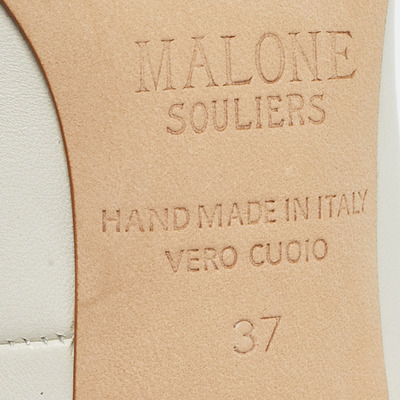 MALONE
SOULIERS
HAND MADE IN ITALY
VERO CUOIO
37